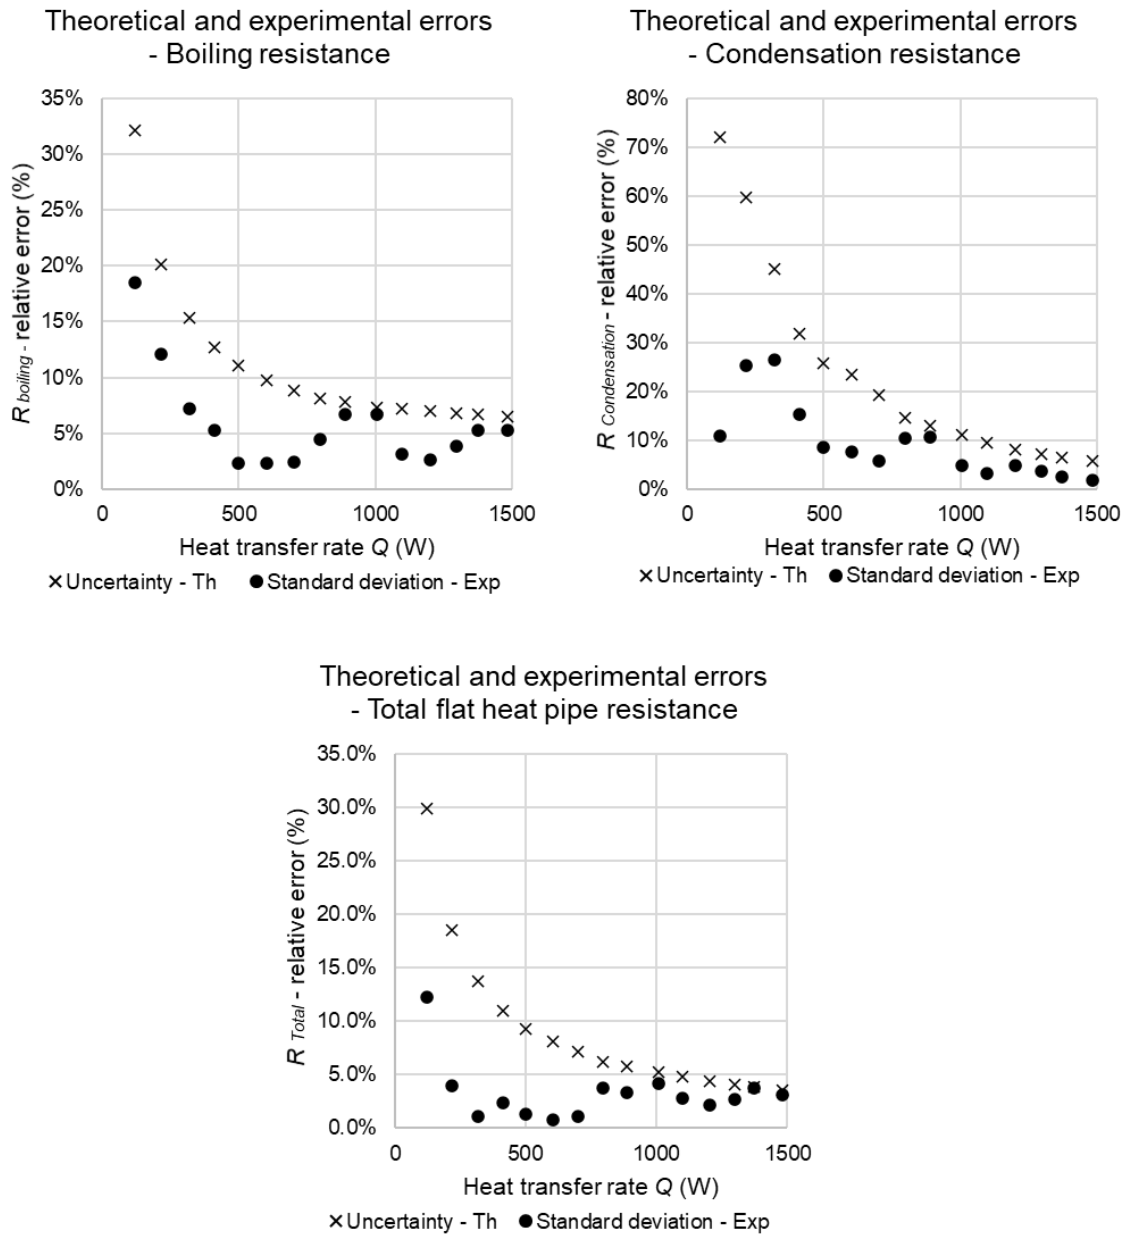 Theoretical and experimental errors
- Boiling resistance
35%
30%
25%
20%
15%
10%
5%
0%
R boiling - relative error (%)
0 500 1000 1500
Heat transfer rate Q (W)
×Uncertainty - Th ●Standard deviation - Exp
Theoretical and experimental errors
- Condensation resistance
80%
70%
60%
50%
40%
30%
20%
10%
0%
R Condensation - relative error (%)
0 500 1000 1500
Heat transfer rate Q (W)
×Uncertainty - Th ●Standard deviation - Exp
Theoretical and experimental errors
- Total flat heat pipe resistance
35.0%
30.0%
25.0%
20.0%
15.0%
10.0%
5.0%
0.0%
R Total - relative error (%)
0 500 1000 1500
Heat transfer rate Q (W)
×Uncertainty - Th ●Standard deviation - Exp